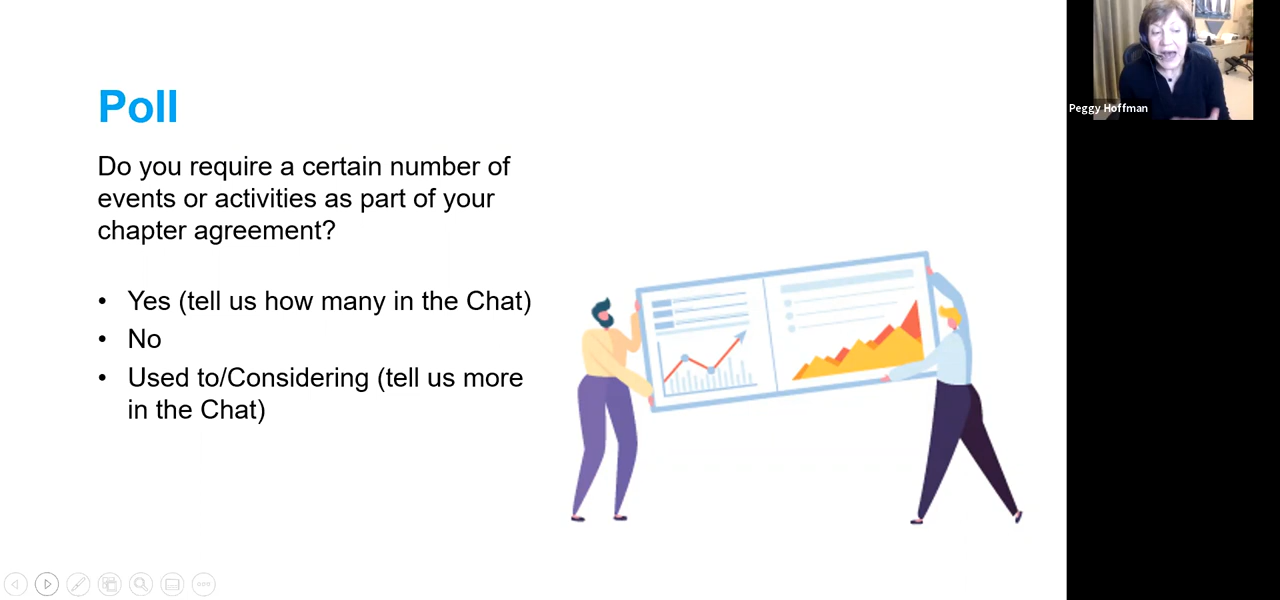 Poll
Do you require a certain number of
events or activities as part of your
chapter agreement?
• Yes (tell us how many in the Chat)
• No
• Used to/Considering (tell us more
in the Chat)
Peggy Hoffman